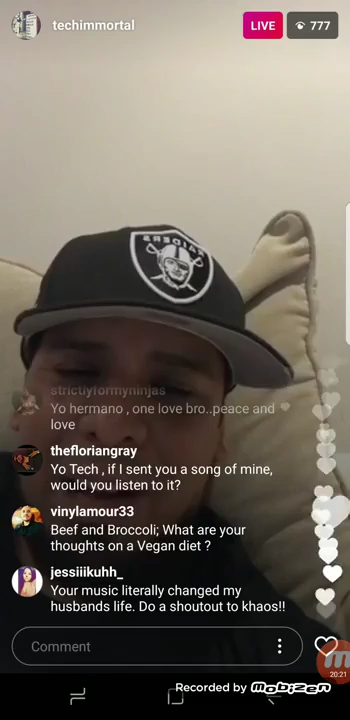 techimmortal
LIVE
777
RAIDERS
strictlyformyninjas
Yo hermano , one love bro..peace and
love
thefloriangray
Yo Tech , if I sent you a song of mine,
would you listen to it?
vinylamour33
Beef and Broccoli; What are your
thoughts on a Vegan diet ?
jessiiikuhh_
Your music literally changed my
husbands life. Do a shoutout to khaos!!
Comment
20:21
Recorded by Mobizen